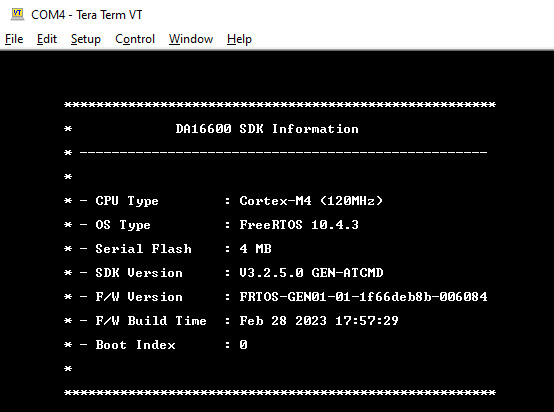 COM4 - Tera Term VT
File Edit Setup Control Window Help
******************************************************
* DA16600 SDK Information
* ---------------------------------------------------
*
* - CPU Type : Cortex-M4 (120MHz)
* - OS Type : FreeRTOS 10.4.3
* - Serial Flash : 4 MB
* - SDK Version : V3.2.5.0 GEN-ATCMD
* - F/W Version : FRTOS-GEN01-01-1f66deb8b-006084
* - F/W Build Time : Feb 28 2023 17:57:29
* - Boot Index : 0
*
******************************************************